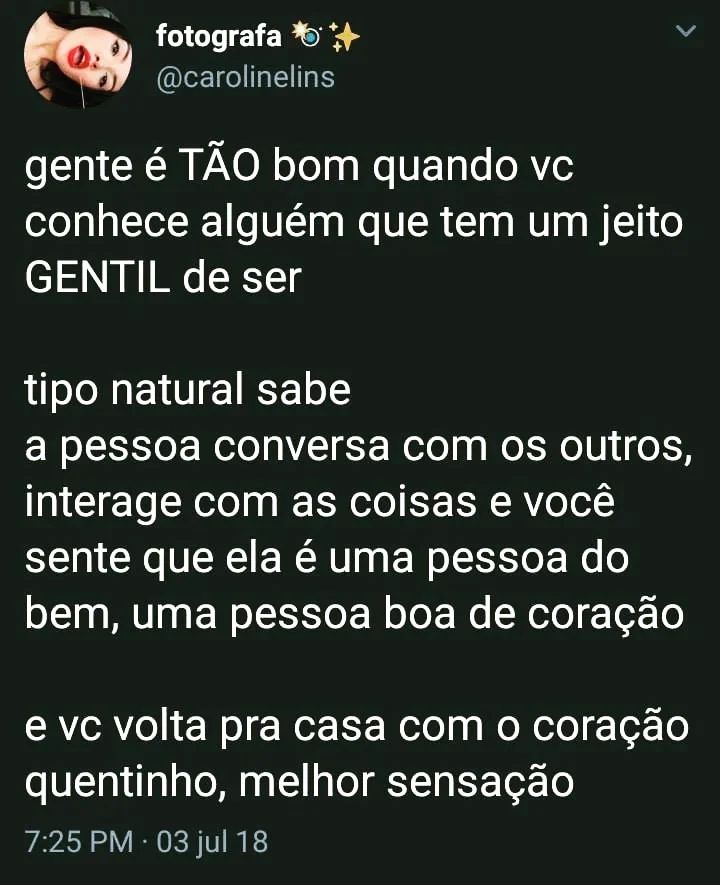 fotografa 💣✨
@carolinelins
gente é TÃO bom quando vc
conhece alguém que tem um jeito
GENTIL de ser
tipo natural sabe
a pessoa conversa com os outros,
interage com as coisas e você
sente que ela é uma pessoa do
bem, uma pessoa boa de coração
e vc volta pra casa com o coração
quentinho, melhor sensação
7:25 PM · 03 jul 18